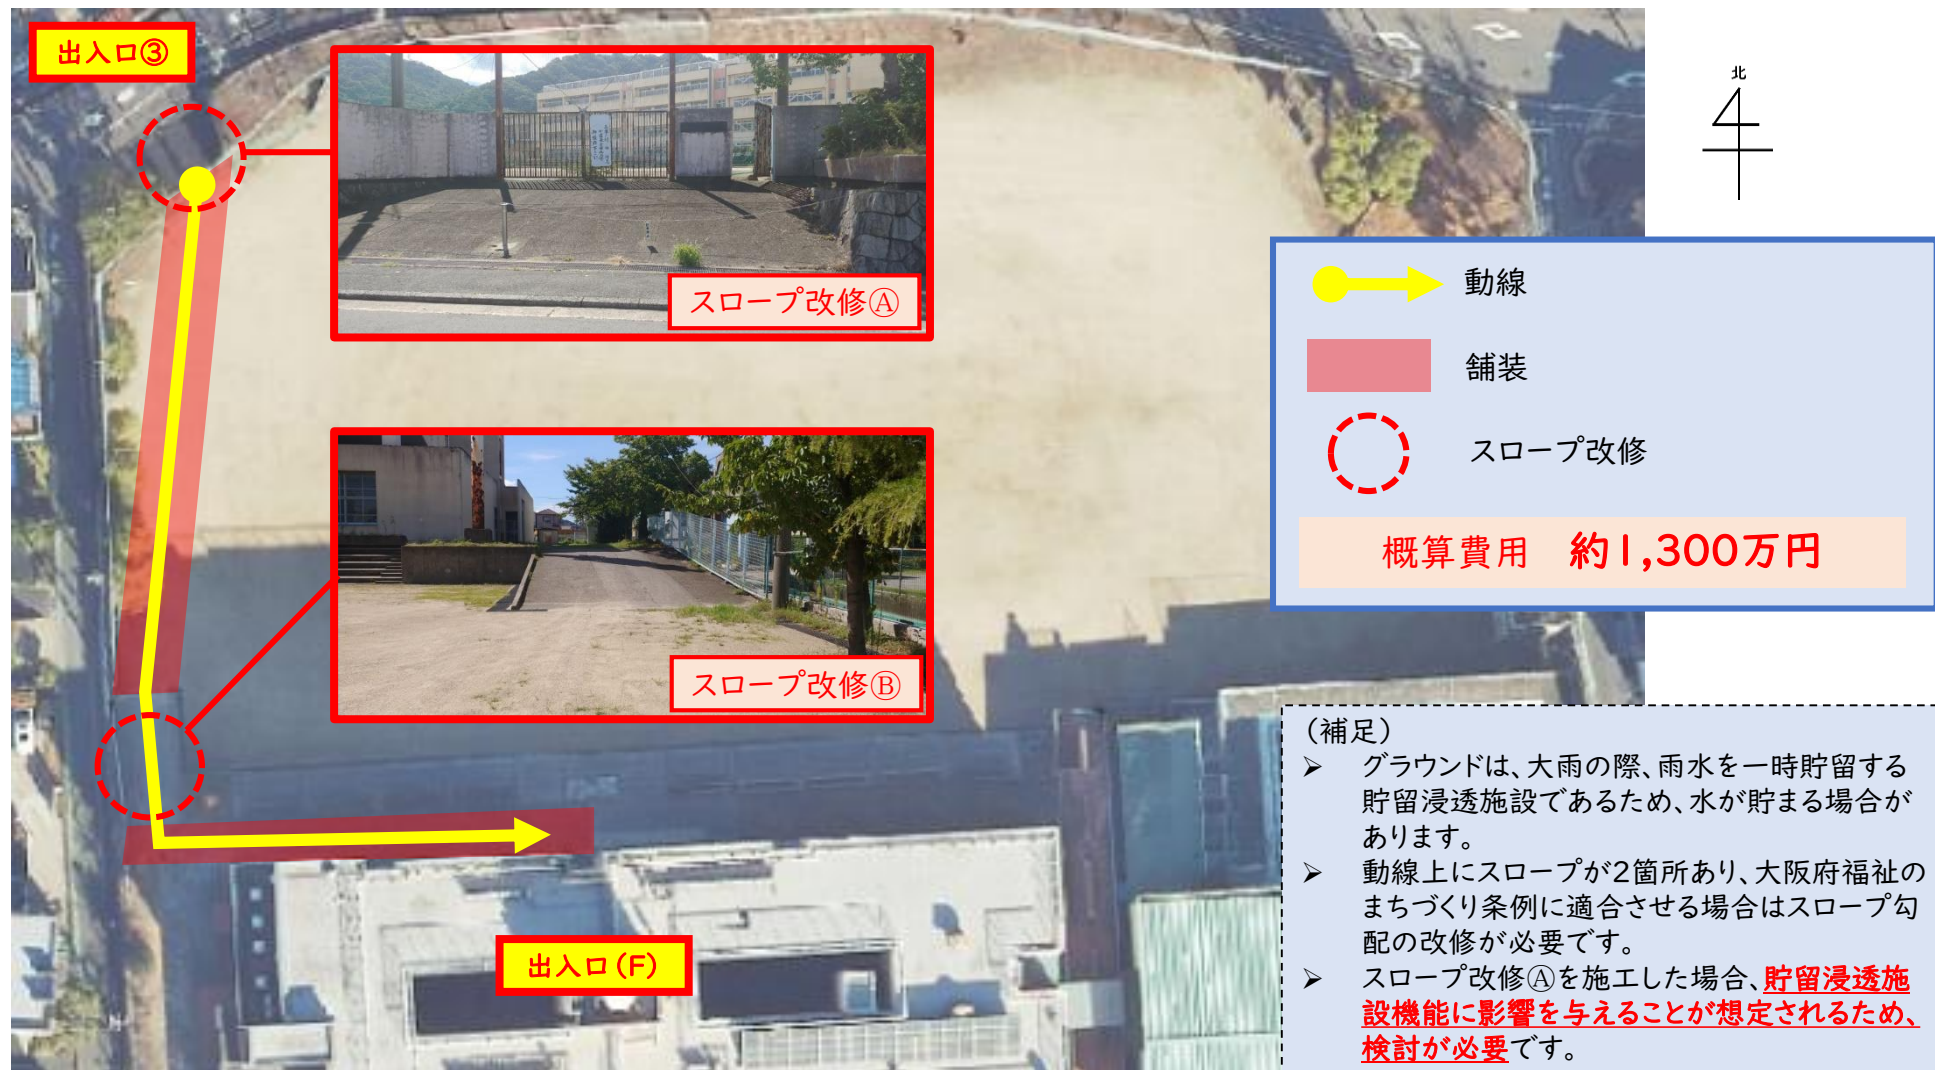 出入口③
北
スロープ改修Ⓐ
動線
舗装
スロープ改修
概算費用 約1,300万円
スロープ改修Ⓑ
(補足)
➢ グラウンドは、大雨の際、雨水を一時貯留する
貯留浸透施設であるため、水が貯まる場合が
あります。
➢ 動線上にスロープが2箇所あり、大阪府福祉の
まちづくり条例に適合させる場合はスロープ勾
配の改修が必要です。
➢ スロープ改修Ⓐを施工した場合、貯留浸透施
設機能に影響を与えることが想定されるため、
検討が必要です。
出入口(F)